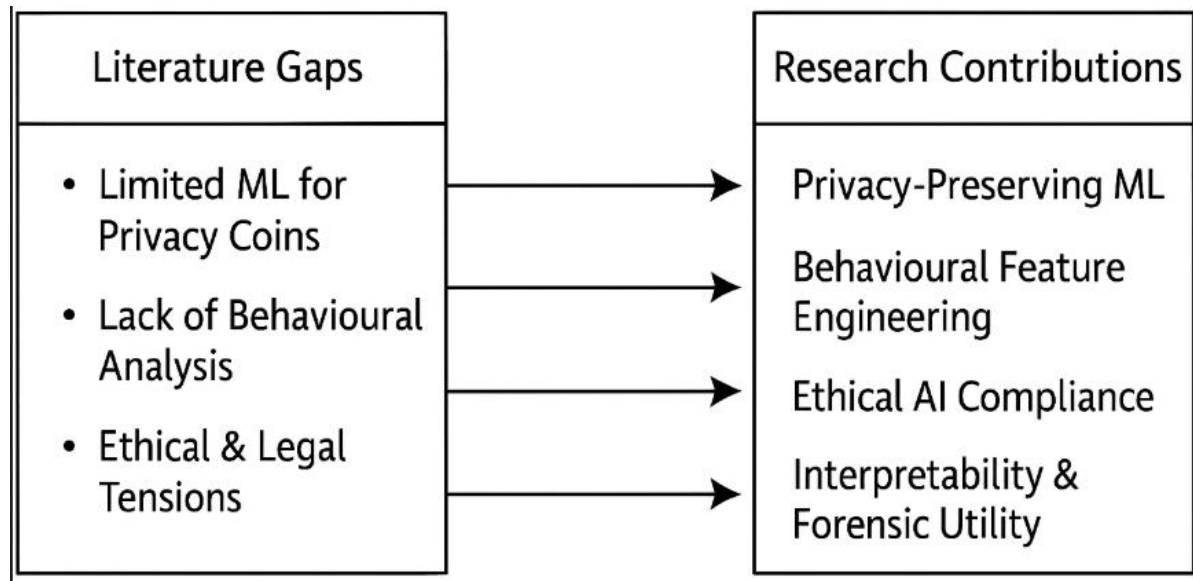 Literature Gaps
• Limited ML for
Privacy Coins
• Lack of Behavioural
Analysis
• Ethical & Legal
Tensions
Research Contributions
Privacy-Preserving ML
Behavioural Feature
Engineering
Ethical AI Compliance
Interpretability &
Forensic Utility